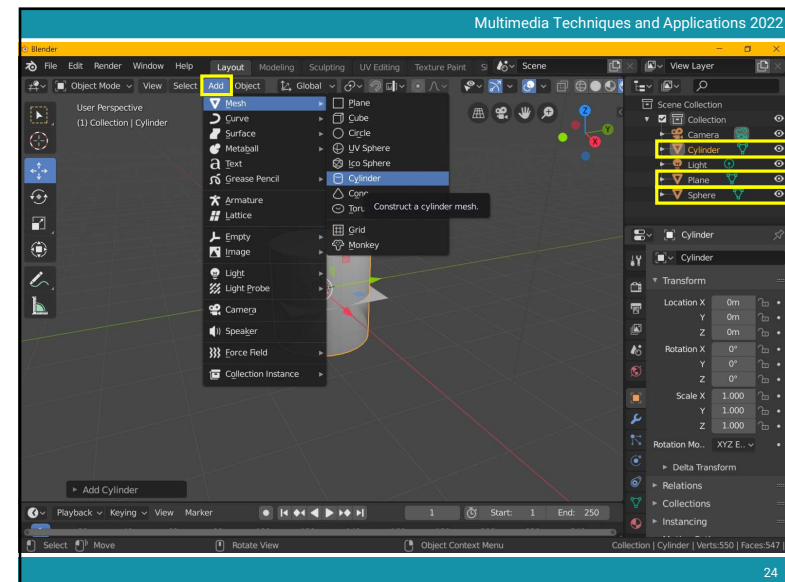 Multimedia Techniques and Applications 2022
Blender
File Edit Render Window Help Layout Modeling Sculpting UV Editing Texture Paint S Scene View Layer
Object Mode View Select Add Object Global
User Perspective
(1) Collection | Cylinder
Mesh
Curve
Surface
Metaball
Text
Grease Pencil
Armature
Lattice
Empty
Image
Light
Light Probe
Camera
Speaker
Force Field
Collection Instance
Plane
Cube
Circle
UV Sphere
Ico Sphere
Cylinder
Cone
Toru
Construct a cylinder mesh.
Grid
Monkey
Z
Y
X
Scene Collection
Collection
Camera
Cylinder
Light
Plane
Sphere
Cylinder
Cylinder
Transform
Location X 0m
Y 0m
Z 0m
Rotation X 0°
Y 0°
Z 0°
Scale X 1.000
Y 1.000
Z 1.000
Rotation Mo.. XYZ E..
Delta Transform
Relations
Collections
Instancing
Add Cylinder
Playback Keying View Marker 1 Start: 1 End: 250
Select Move Rotate View Object Context Menu Collection | Cylinder | Verts:550 | Faces:547 |
24